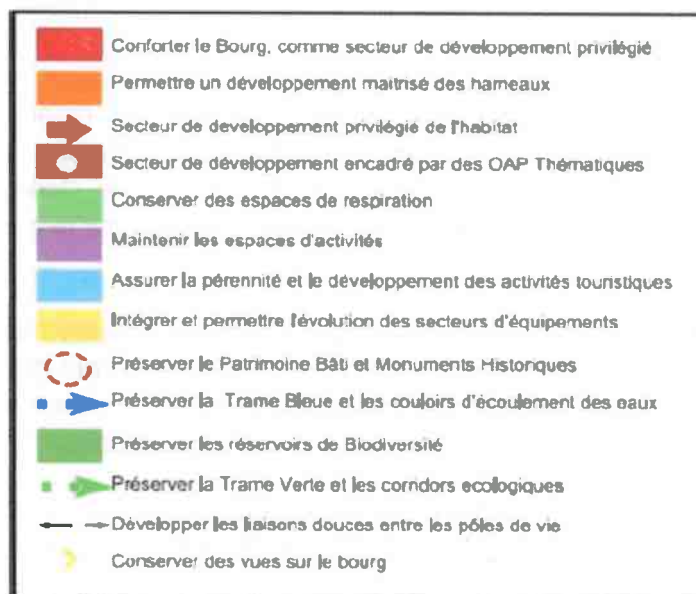 Conforter le Bourg, comme secteur de développement privilégié
Permettre un développement maitrisé des hameaux
Secteur de developpement privilégié de l'habitat
Secteur de développement encadré par des OAP Thématiques
Conserver des espaces de respiration
Maintenir les espaces d'activités
Assurer la pérennité et le développement des activités touristiques
Intégrer et permettre l'évolution des secteurs d'équipements
Préserver le Patrimoine Bâti et Monuments Historiques
Préserver la Trame Bleue et les couloirs d'écoulement des eaux
Préserver les réservoirs de Biodiversité
Préserver la Trame Verte et les corridors ecologiques
Développer les liaisons douces entre les pôles de vie
Conserver des vues sur le bourg